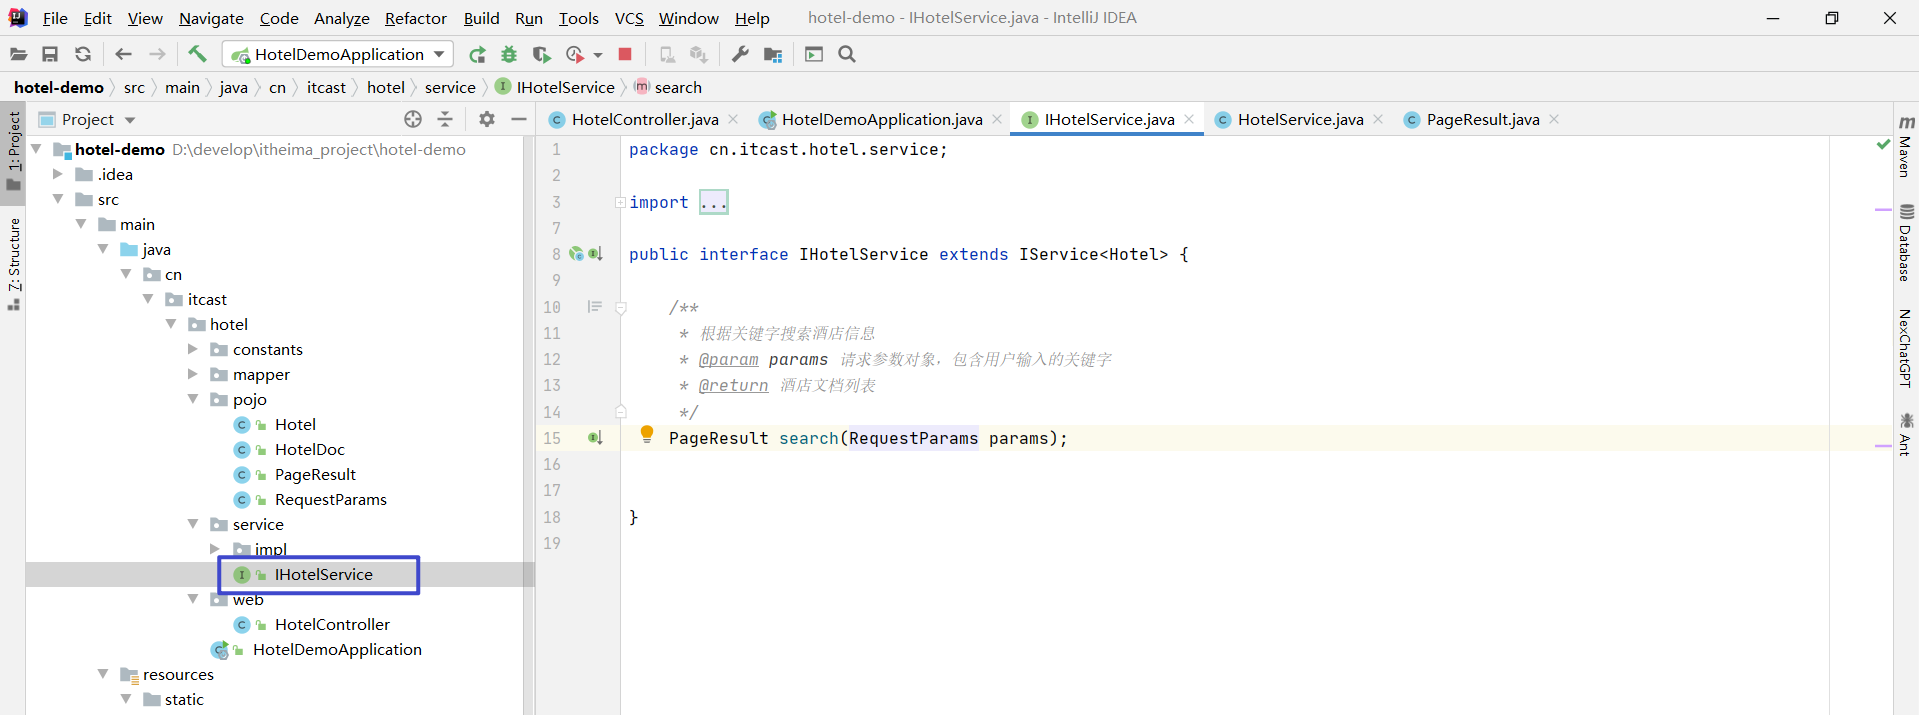 File Edit View Navigate Code Analyze Refactor Build Run Tools VCS Window Help hotel-demo - IHotelService.java - IntelliJ IDEA
HotelDemoApplication
hotel-demo src main java cn itcast hotel service I IHotelService m search
Project
HotelController.java HotelDemoApplication.java IHotelService.java HotelService.java PageResult.java
1: Project
7: Structure
hotel-demo D:\develop\itheima_project\hotel-demo
.idea
src
main
java
cn
itcast
hotel
constants
mapper
pojo
Hotel
HotelDoc
PageResult
RequestParams
service
impl
IHotelService
web
HotelController
HotelDemoApplication
resources
static
1 package cn.itcast.hotel.service;
2
3 import ...
7
8 public interface IHotelService extends IService<Hotel> {
9
10 /**
11 * 根据关键字搜索酒店信息
12 * @param params 请求参数对象，包含用户输入的关键字
13 * @return 酒店文档列表
14 */
15 PageResult search(RequestParams params);
16
17
18 }
19
Maven
Database
NexChatGPT
Ant